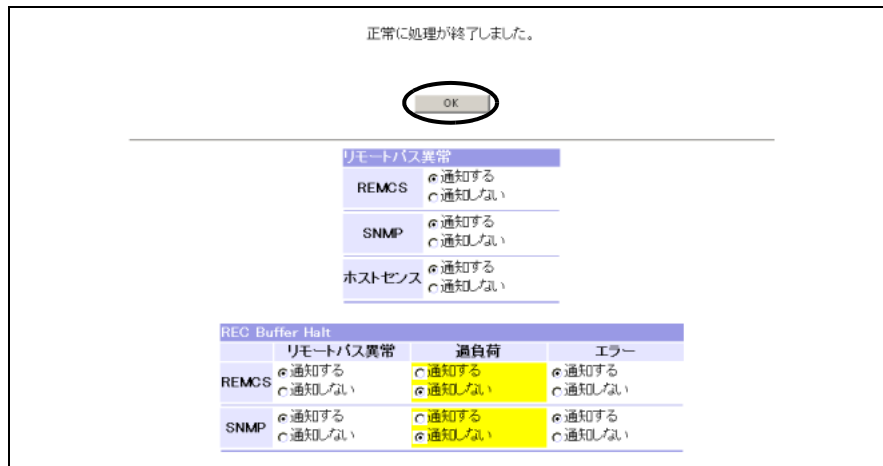 正常に処理が終了しました。
OK
リモートパス異常
REMCS 通知する
通知しない
SNMP 通知する
通知しない
ホストセンス 通知する
通知しない
REC Buffer Halt
リモートパス異常 過負荷 エラー
REMCS 通知する 通知する 通知する
通知しない 通知しない 通知しない
SNMP 通知する 通知する 通知する
通知しない 通知しない 通知しない